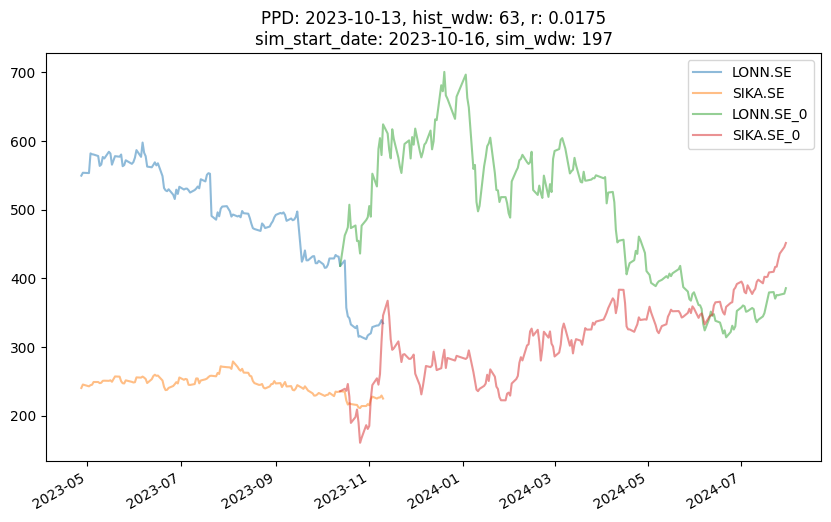 PPD: 2023-10-13, hist_wdw: 63, r: 0.0175
sim_start_date: 2023-10-16, sim_wdw: 197
LONN.SE
SIKA.SE
LONN.SE_0
SIKA.SE_0
700
600
500
400
300
200
2023-05
2023-07
2023-09
2023-11
2024-01
2024-03
2024-05
2024-07